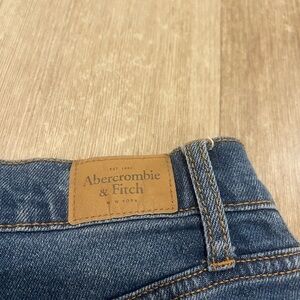 EST 1892
Abercrombie
& Fitch
NEW YORK